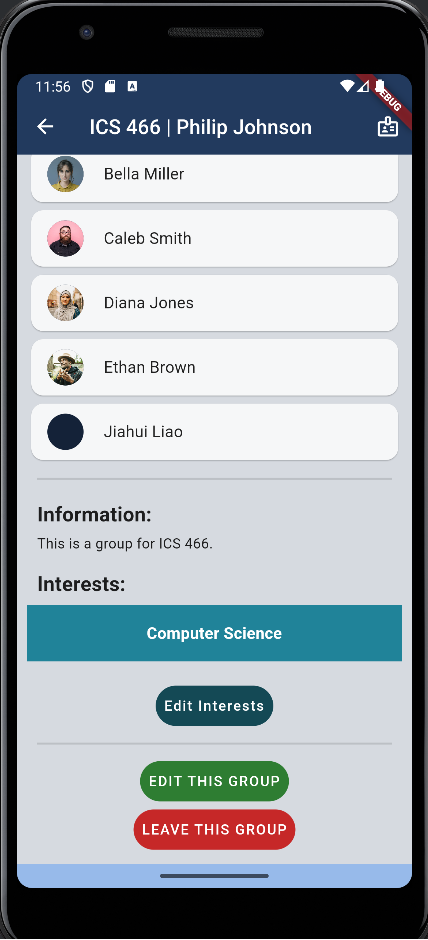 11:56
DEBUG
ICS 466 | Philip Johnson
Bella Miller
Caleb Smith
Diana Jones
Ethan Brown
Jiahui Liao
Information:
This is a group for ICS 466.
Interests:
Computer Science
Edit Interests
EDIT THIS GROUP
LEAVE THIS GROUP